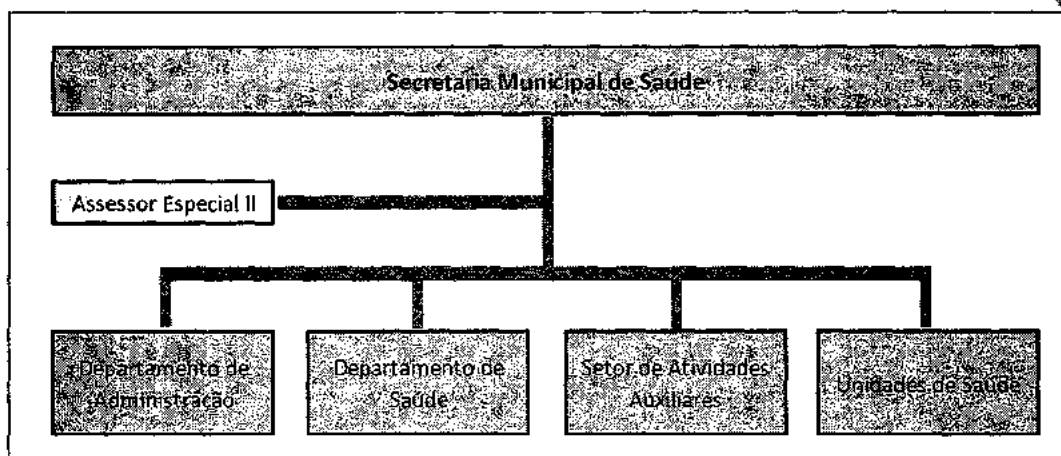 Secretaria Municipal de Saúde
Assessor Especial II
Departamento de
Administração
Departamento de
Saúde
Setor de Atividades
Auxiliares
Unidades de Saúde